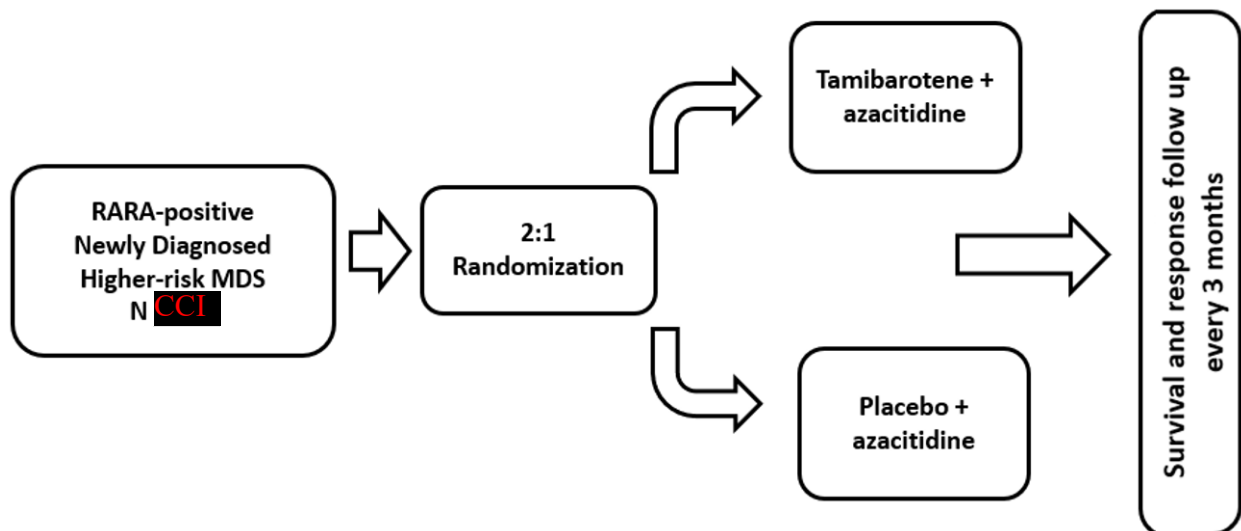 RARA-positive
Newly Diagnosed
Higher-risk MDS
N CCI
2:1
Randomization
Tamibarotene +
azacitidine
Placebo +
azacitidine
Survival and response follow up
every 3 months